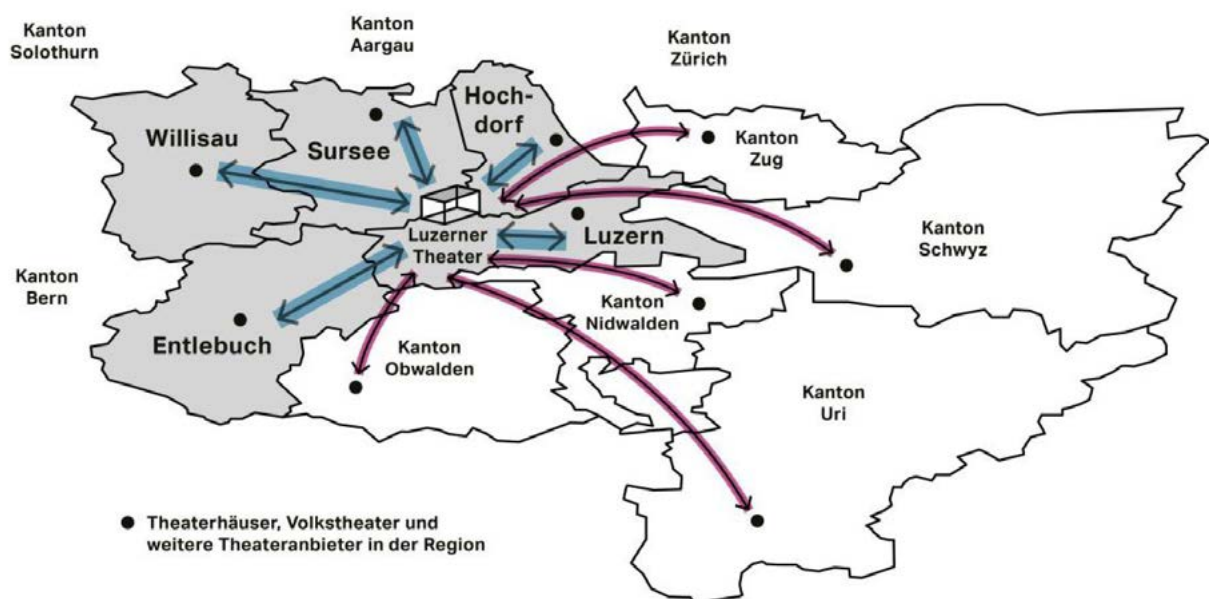 Kanton
Solothurn
Kanton
Aargau
Kanton
Zürich
Hoch-
dorf
Willisau
Sursee
Kanton
Zug
Luzerner
Theater
Luzern
Kanton
Schwyz
Kanton
Bern
Kanton
Nidwalden
Entlebuch
Kanton
Obwalden
Kanton
Uri
Theaterhäuser, Volkstheater und
weitere Theateranbieter in der Region